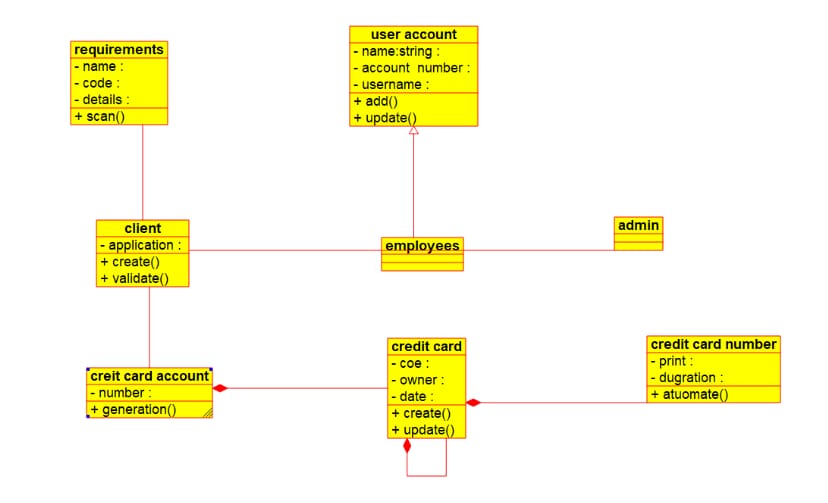 requirements
- name :
- code :
- details :
+ scan()
user account
- name:string :
- account number :
- username :
+ add()
+ update()
client
- application :
+ create()
+ validate()
employees
admin
creit card account
- number :
+ generation()
credit card
- coe :
- owner :
- date :
+ create()
+ update()
credit card number
- print :
- dugration :
+ atuomate()